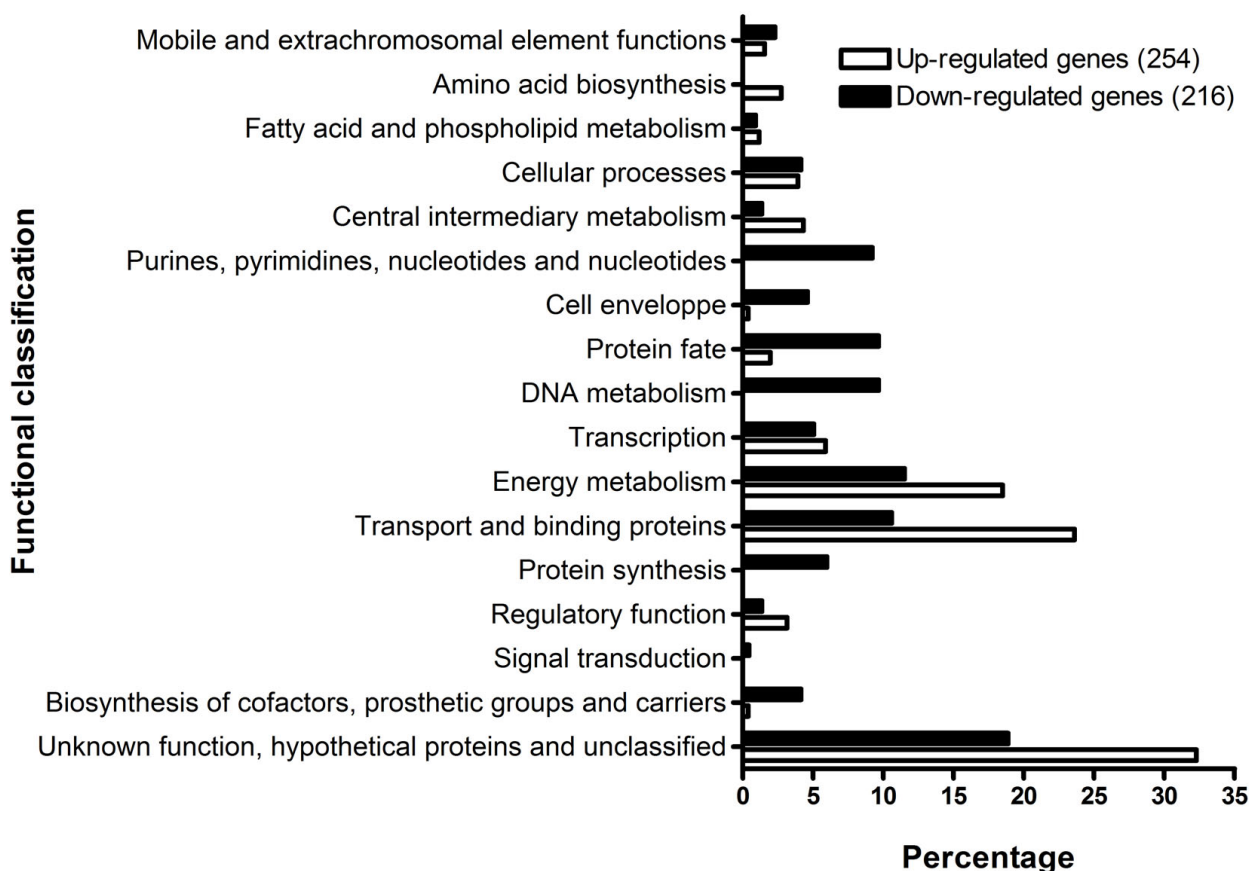 Mobile and extrachromosomal element functions
Amino acid biosynthesis
Fatty acid and phospholipid metabolism
Cellular processes
Central intermediary metabolism
Purines, pyrimidines, nucleotides and nucleotides
Cell enveloppe
Protein fate
DNA metabolism
Transcription
Energy metabolism
Transport and binding proteins
Protein synthesis
Regulatory function
Signal transduction
Biosynthesis of cofactors, prosthetic groups and carriers
Unknown function, hypothetical proteins and unclassified
Functional classification
Up-regulated genes (254)
Down-regulated genes (216)
0 5 10 15 20 25 30 35
Percentage